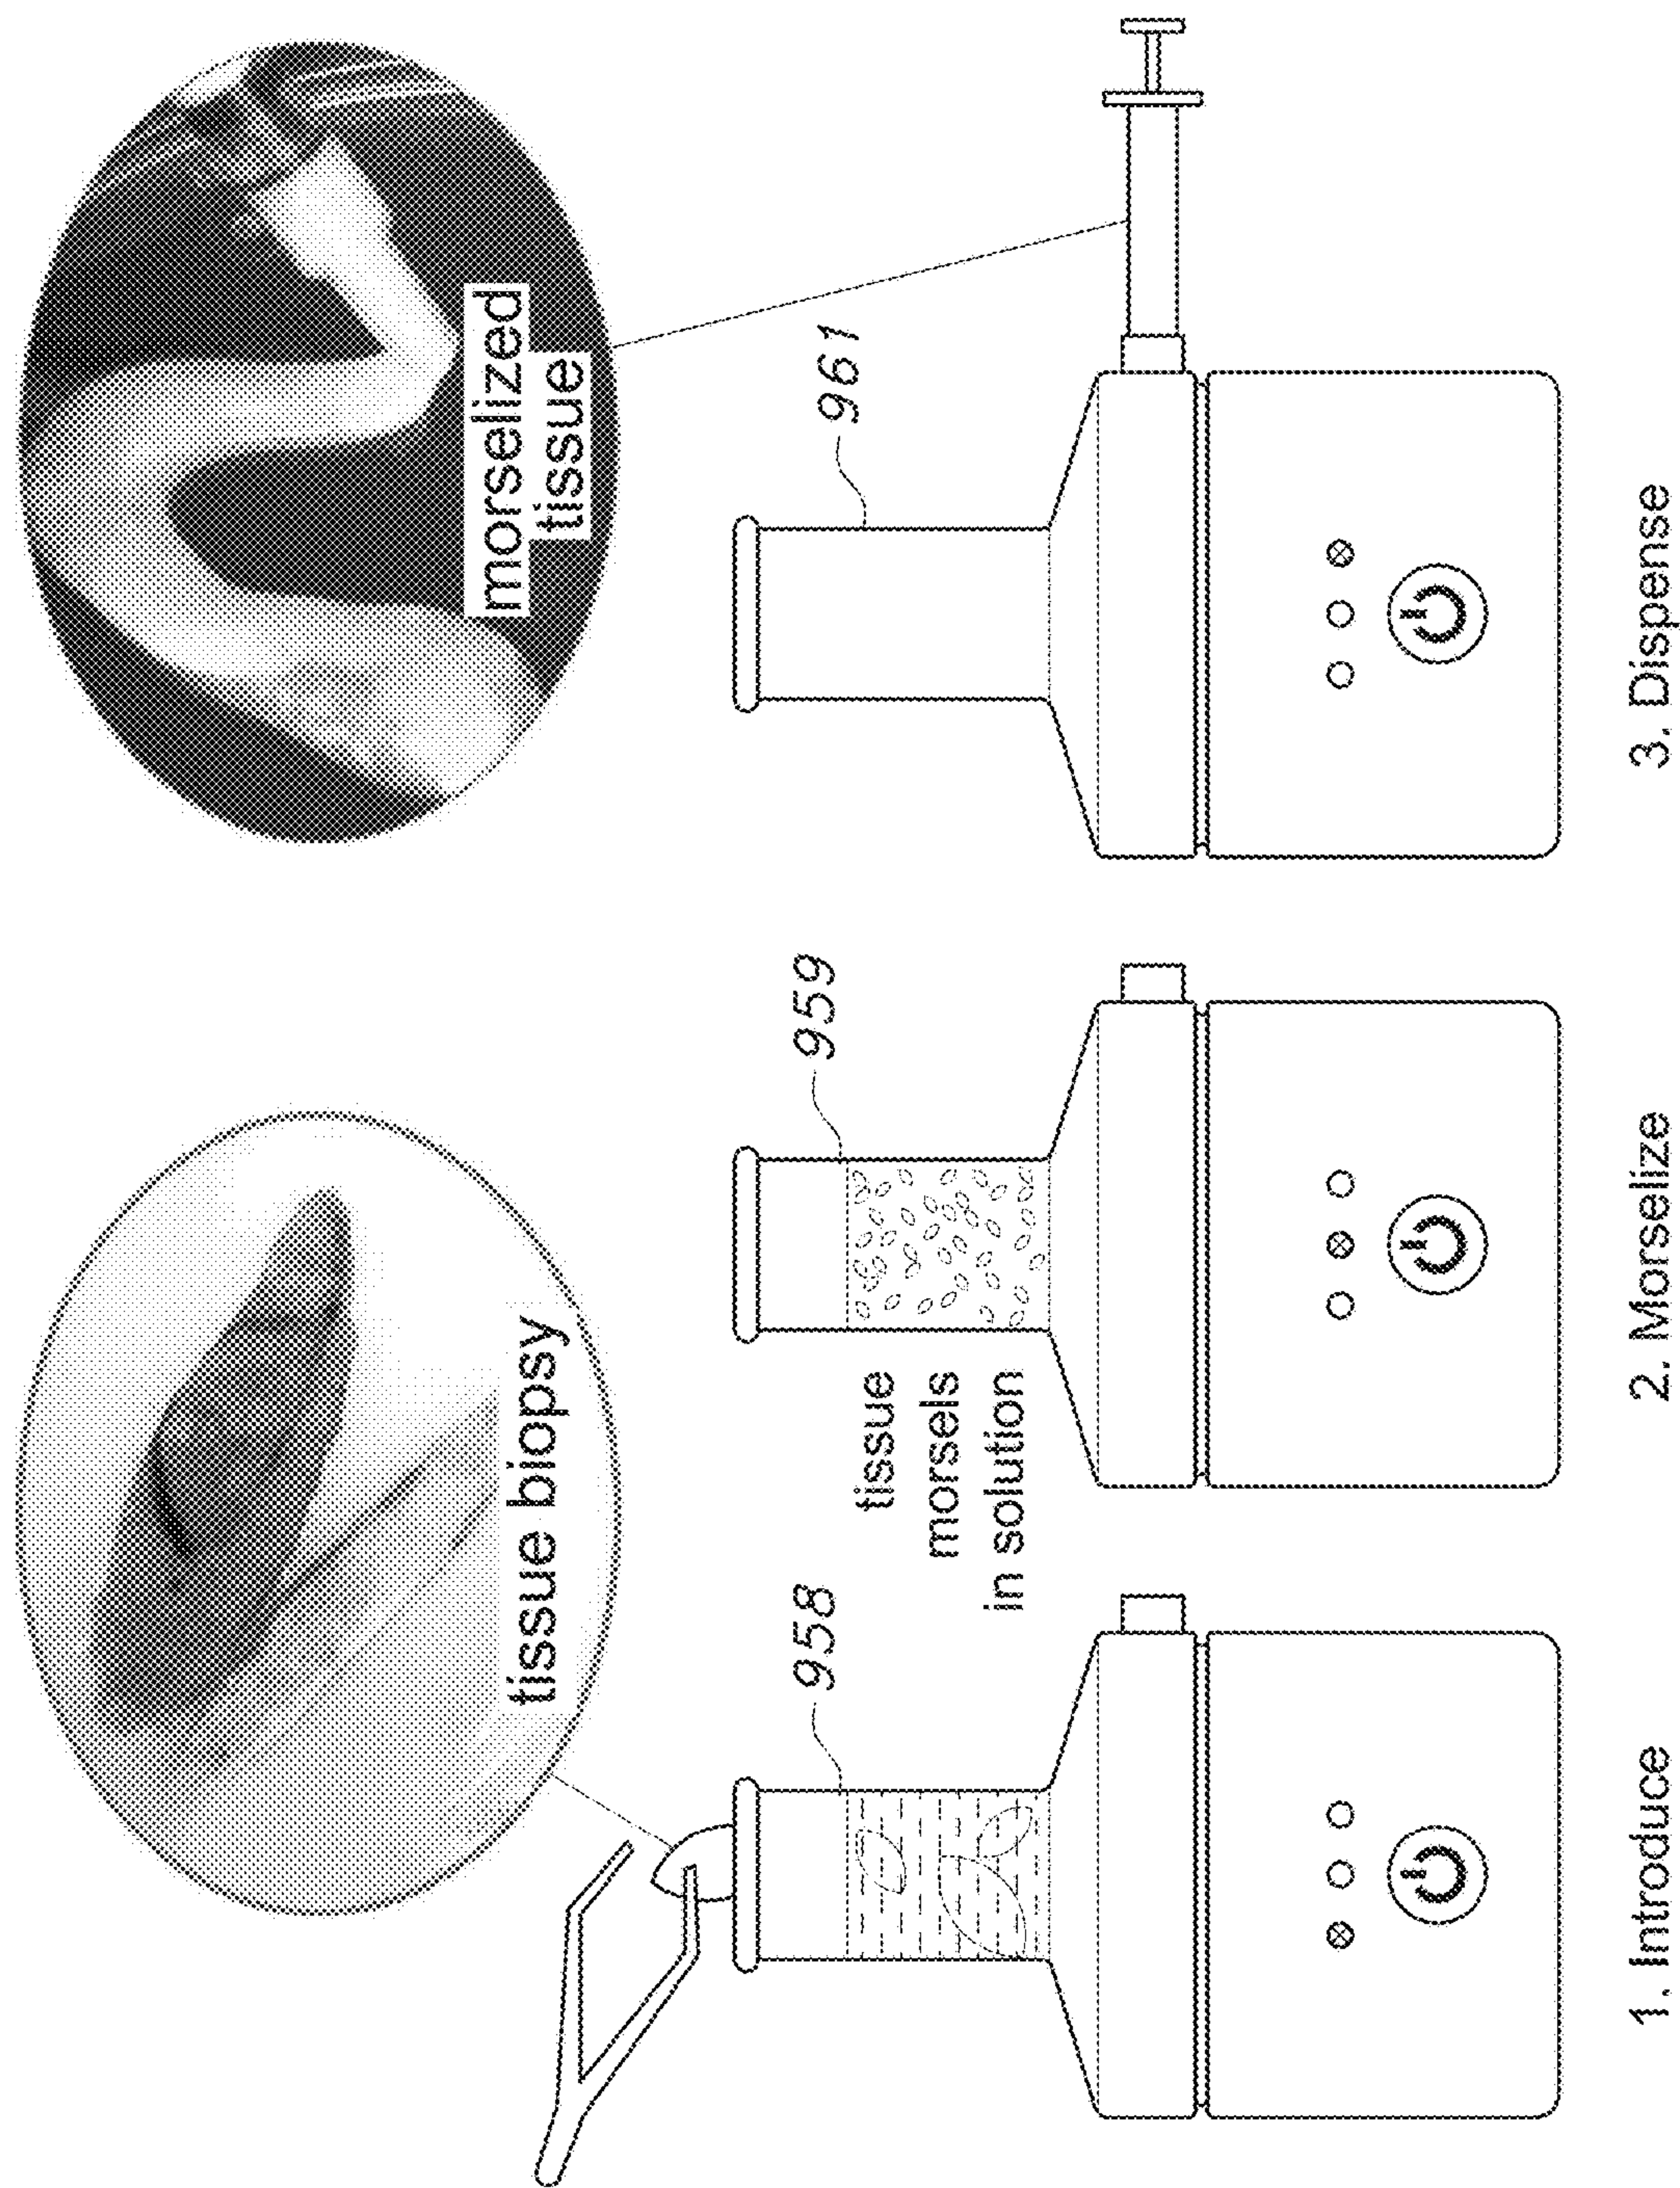 tissue biopsy
morselized
tissue
958
tissue
morsels
in solution
959
961
1. Introduce
2. Morselize
3. Dispense